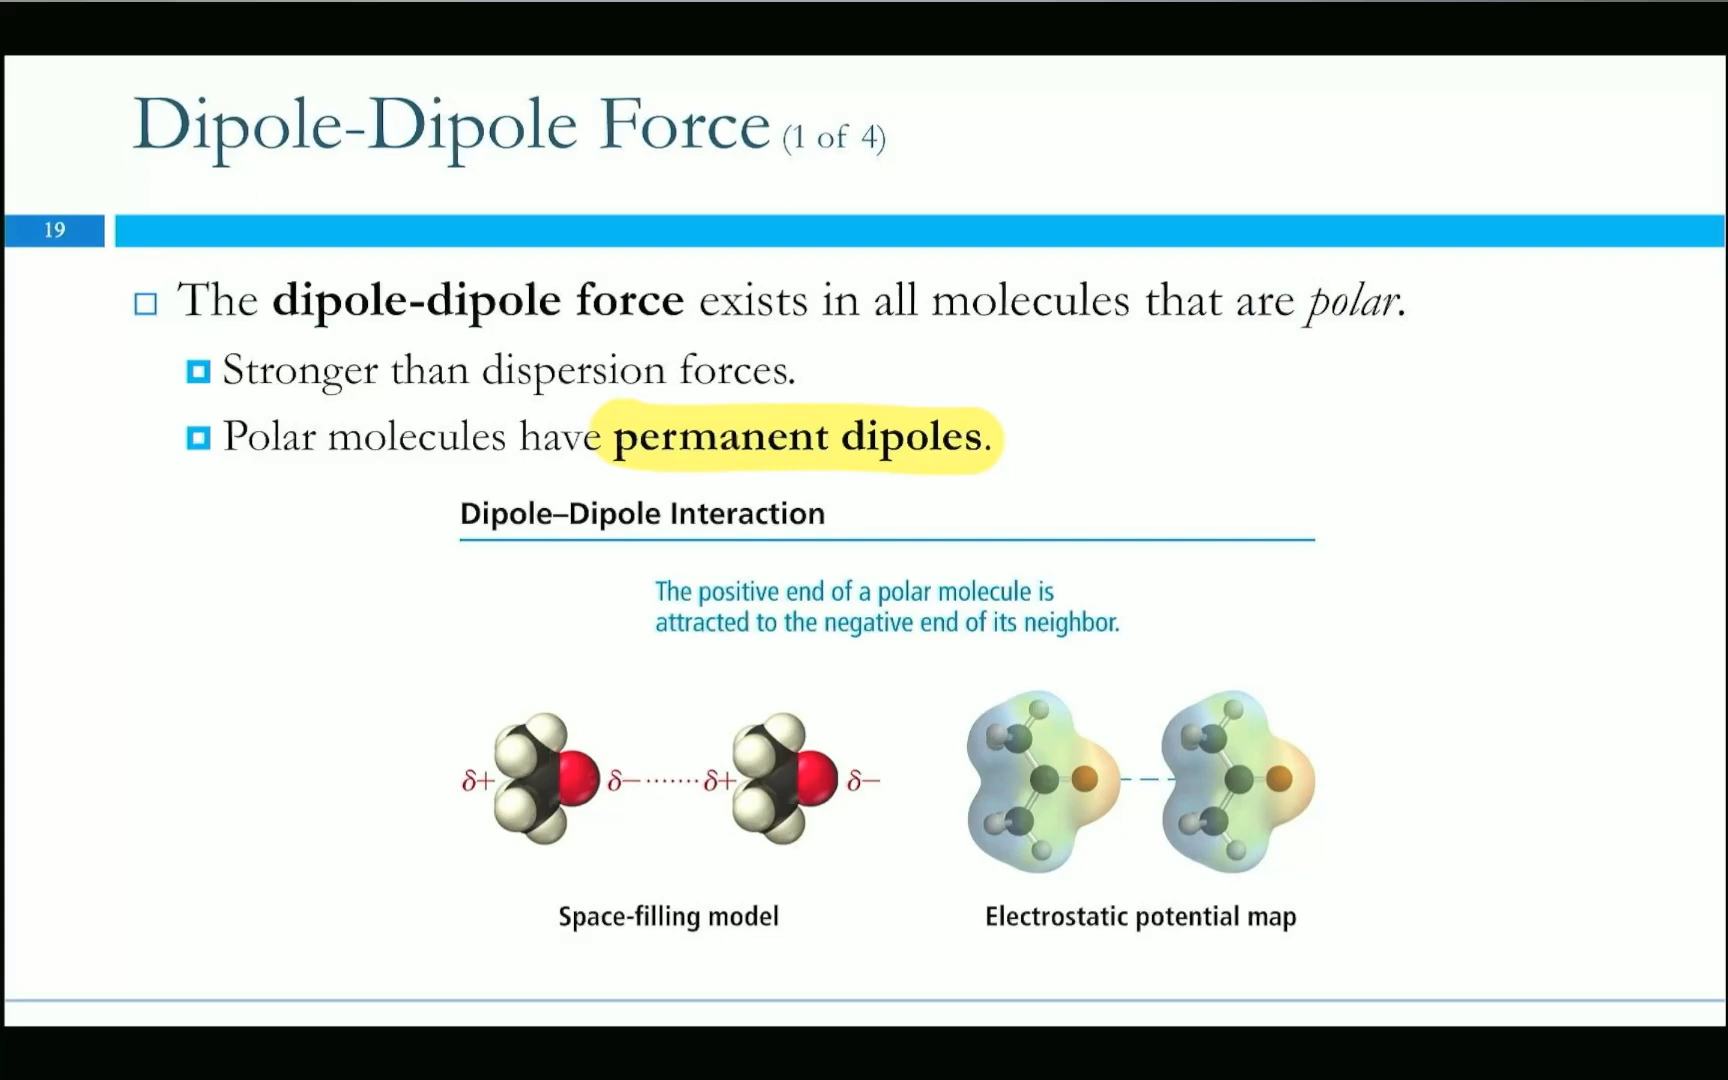 Dipole-Dipole Force (1 of 4)
19
The dipole-dipole force exists in all molecules that are polar.
Stronger than dispersion forces.
Polar molecules have permanent dipoles.
Dipole–Dipole Interaction
The positive end of a polar molecule is
attracted to the negative end of its neighbor.
δ+ δ− δ+ δ−
Space-filling model
Electrostatic potential map